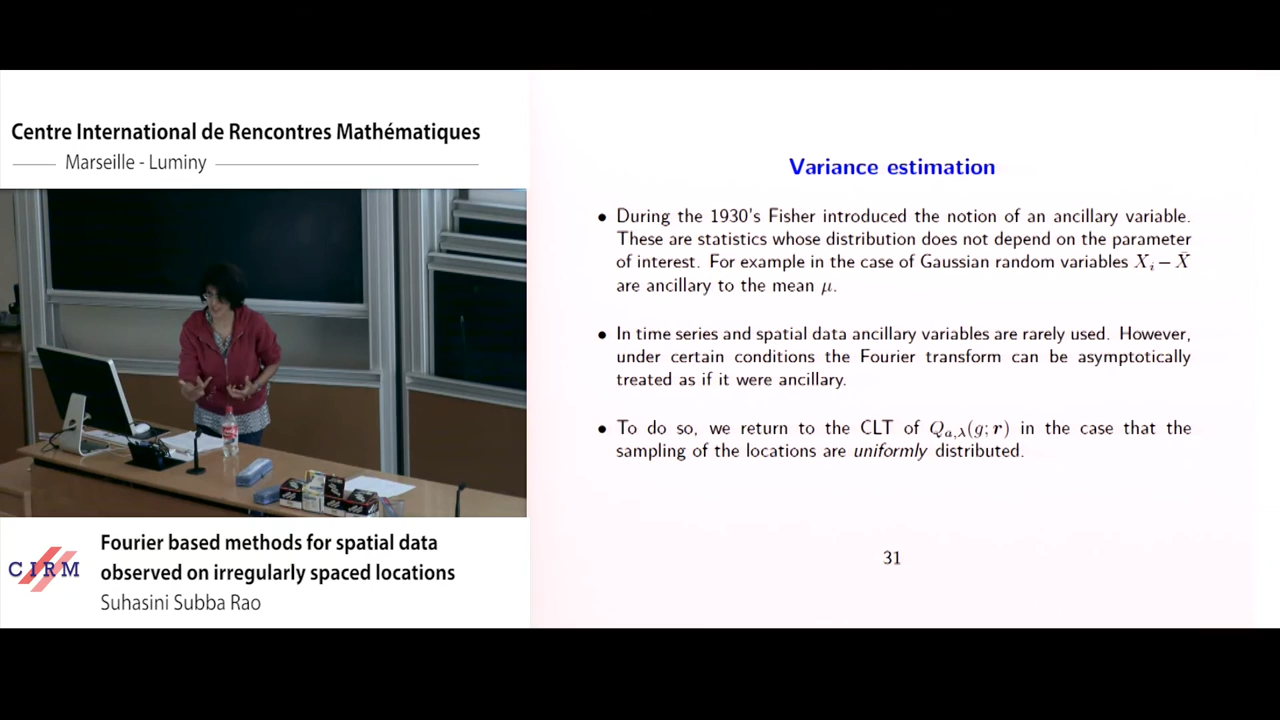 Centre International de Rencontres Mathématiques
Marseille - Luminy
Variance estimation
• During the 1930's Fisher introduced the notion of an ancillary variable.
These are statistics whose distribution does not depend on the parameter
of interest. For example in the case of Gaussian random variables X_i − X̄
are ancillary to the mean μ.
• In time series and spatial data ancillary variables are rarely used. However,
under certain conditions the Fourier transform can be asymptotically
treated as if it were ancillary.
• To do so, we return to the CLT of Q_{a,λ}(g; r) in the case that the
sampling of the locations are uniformly distributed.
31
CIRM
Fourier based methods for spatial data
observed on irregularly spaced locations
Suhasini Subba Rao